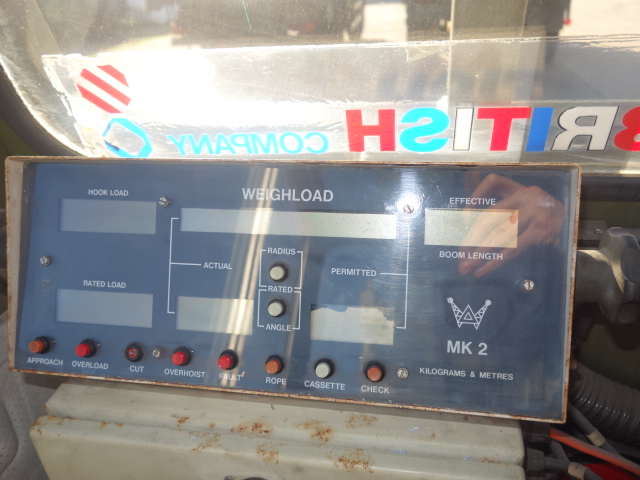 BRITISH
COMPANY
WEIGHLOAD
HOOK LOAD
EFFECTIVE
BOOM LENGTH
RADIUS
ACTUAL
PERMITTED
RATED
ANGLE
RATED LOAD
MK 2
KILOGRAMS & METRES
APPROACH
OVERLOAD
CUT
OVERHOIST
FAULT
ROPE
CASSETTE
CHECK